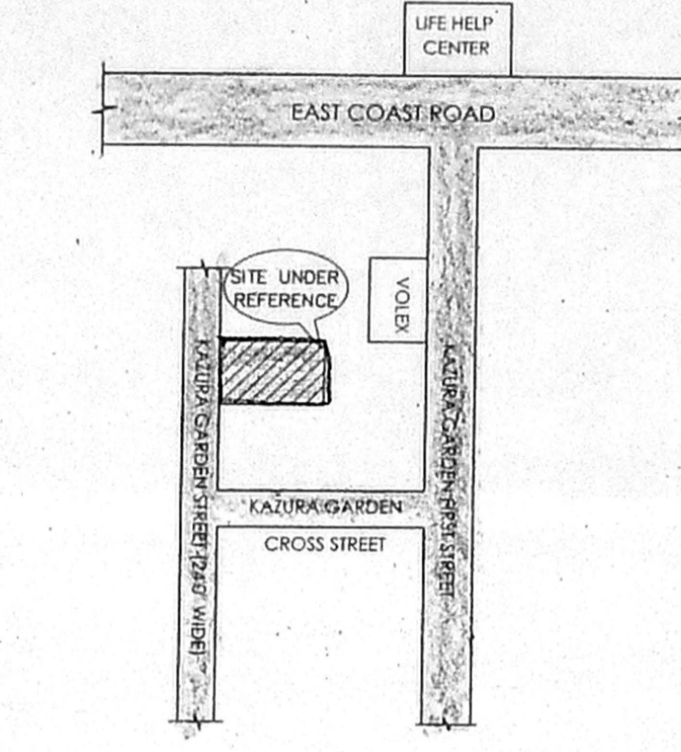 LIFE HELP
CENTER
EAST COAST ROAD
SITE UNDER
REFERENCE
VOLEX
KAZURA GARDEN STREET (24'0" WIDE)
KAZURA GARDEN FIRST STREET
KAZURA GARDEN
CROSS STREET